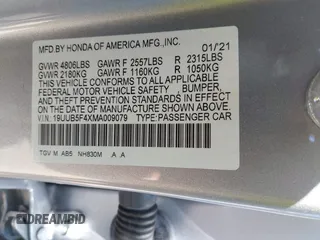 MFD.BY HONDA OF AMERICA MFG.,INC. 01/21
GVWR 4806LBS GAWR F 2557LBS R 2315LBS
GVWR 2180KG GAWR F 1160KG R 1050KG
THIS VEHICLE CONFORMS TO ALL APPLICABLE
FEDERAL MOTOR VEHICLE SAFETY, BUMPER,
AND THEFT PREVENTION STANDARDS IN EFFECT
ON THE DATE OF MANUFACTURE SHOWN ABOVE.
V.I.N: 19UUB5F4XMA009079 TYPE:PASSENGER CAR
TGV M ABS NH830M A A
DREAMBID